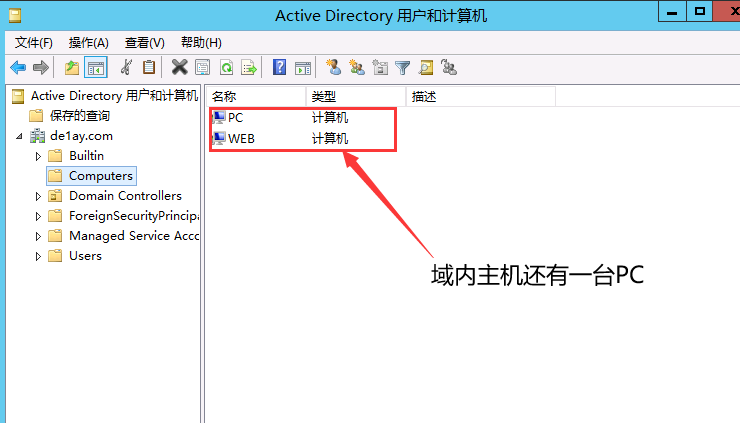 Active Directory 用户和计算机
文件(F) 操作(A) 查看(V) 帮助(H)
Active Directory 用户和计算机
保存的查询
de1ay.com
Builtin
Computers
Domain Controllers
ForeignSecurityPrincipa
Managed Service Acco
Users
名称 类型 描述
PC 计算机
WEB 计算机
域内主机还有一台PC